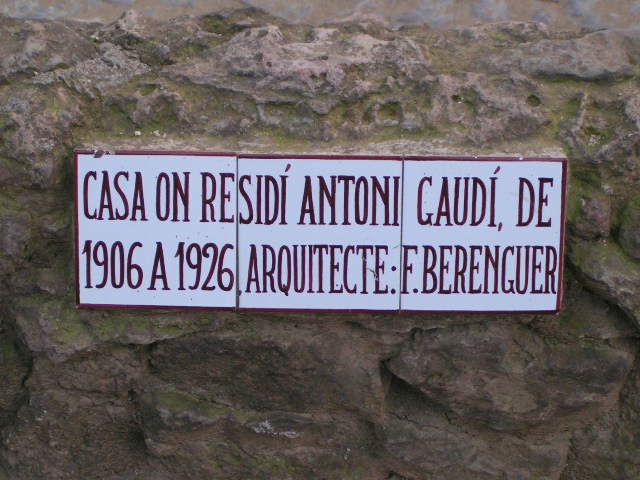 CASA ON RESIDÍ ANTONI GAUDÍ, DE
1906 A 1926. ARQUITECTE · F. BERENGUER